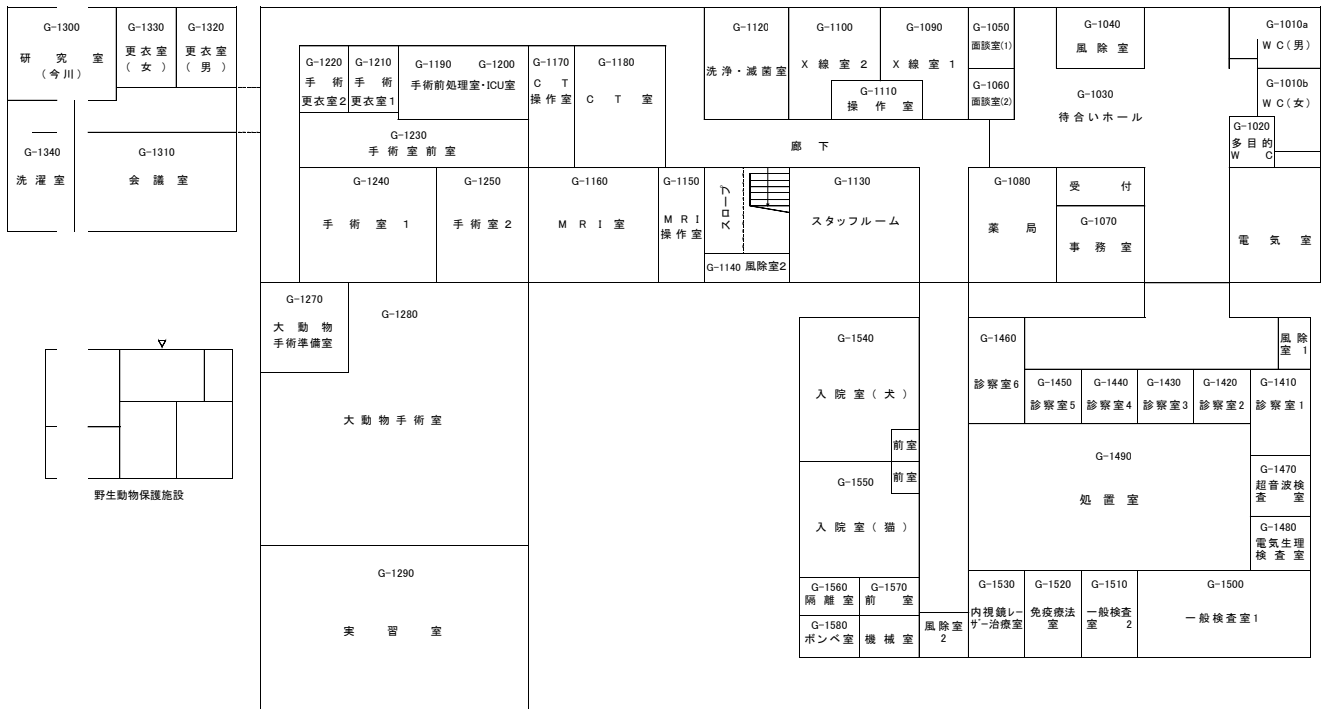 G-1300
研 究 室
(今川)
G-1330
更 衣 室
( 女 )
G-1320
更 衣 室
( 男 )
G-1340
洗 濯 室
G-1310
会 議 室
G-1220
手 術
更衣室2
G-1210
手 術
更衣室1
G-1190 G-1200
手術前処理室・ICU室
G-1170
C T
操作室
G-1180
C T 室
G-1230
手 術 室 前 室
G-1240
手 術 室 1
G-1250
手 術 室 2
G-1160
M R I 室
G-1150
M R I
操作室
スロープ
G-1140 風除室2
G-1120
洗浄・滅菌室
G-1100
X 線 室 2
G-1090
X 線 室 1
G-1110
操 作 室
G-1050
面談室(1)
G-1060
面談室(2)
G-1040
風 除 室
G-1030
待 合 い ホ ー ル
G-1010a
W C ( 男 )
G-1010b
W C ( 女 )
G-1020
多 目 的
W C
廊 下
G-1130
スタッフルーム
G-1080
薬 局
受 付
G-1070
事 務 室
電 気 室
G-1270
大 動 物
手術準備室
G-1280
大 動 物 手 術 室
G-1290
実 習 室
野生動物保護施設
G-1540
入 院 室 ( 犬 )
前室
前室
G-1550
入 院 室 ( 猫 )
G-1560
隔 離 室
G-1570
前 室
G-1580
ボンベ室
機 械 室
風除室
2
G-1460
診察室6
風 除
室 1
G-1450
診察室5
G-1440
診察室4
G-1430
診察室3
G-1420
診察室2
G-1410
診察室1
G-1490
処 置 室
G-1470
超音波検
査 室
G-1480
電気生理
検 査 室
G-1530
内視鏡レー
ザー治療室
G-1520
免疫療法
室
G-1510
一般検査
室 2
G-1500
一般検査室1